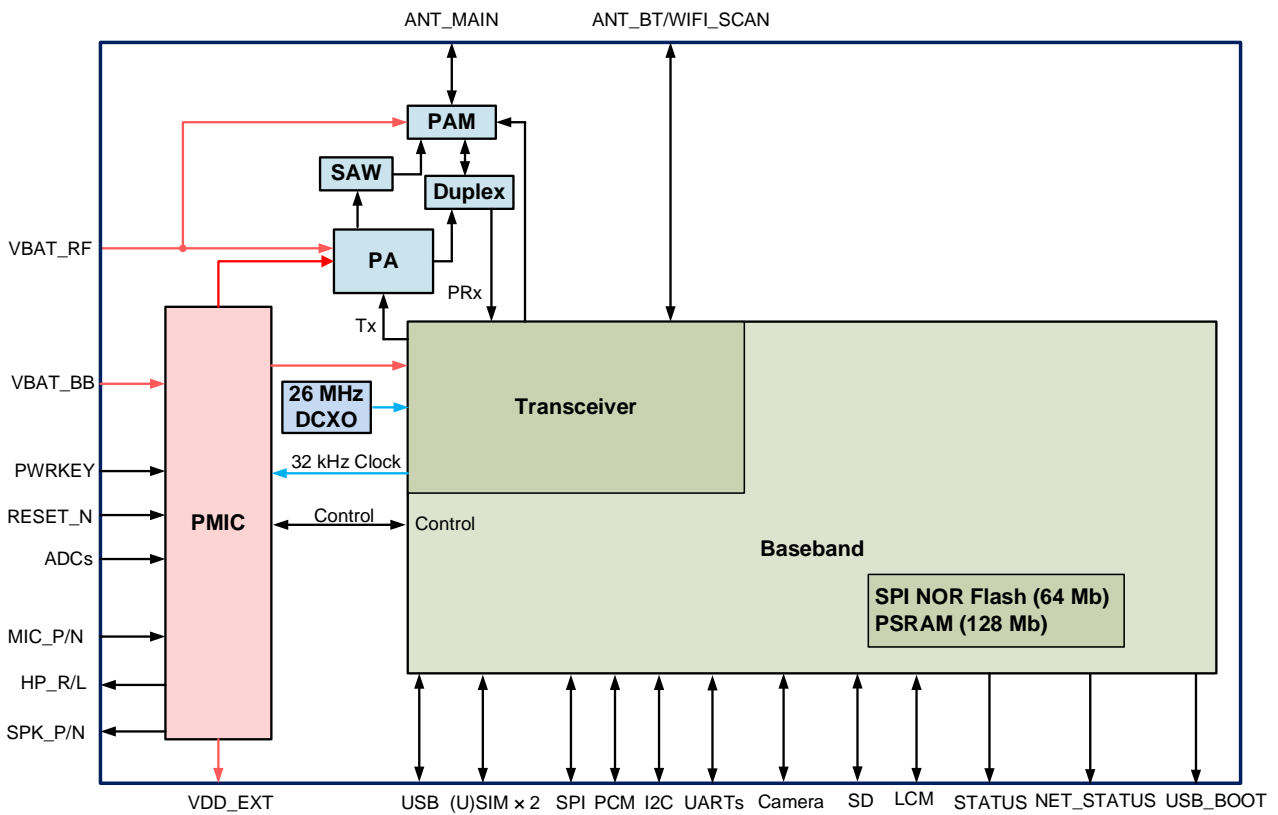 ANT_MAIN
ANT_BT/WIFI_SCAN
PAM
SAW
Duplex
VBAT_RF
PA
PRx
Tx
VBAT_BB
26 MHz
DCXO
Transceiver
32 kHz Clock
PWRKEY
RESET_N
PMIC
Control
Control
ADCs
Baseband
SPI NOR Flash (64 Mb)
PSRAM (128 Mb)
MIC_P/N
HP_R/L
SPK_P/N
VDD_EXT
USB
(U)SIM × 2
SPI
PCM
I2C
UARTs
Camera
SD
LCM
STATUS
NET_STATUS
USB_BOOT